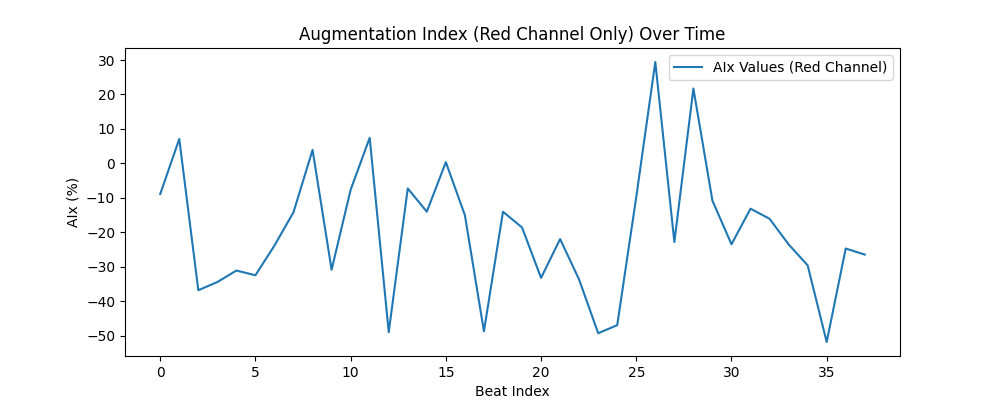 Augmentation Index (Red Channel Only) Over Time
AIx Values (Red Channel)
AIx (%)
30
20
10
0
−10
−20
−30
−40
−50
0 5 10 15 20 25 30 35
Beat Index